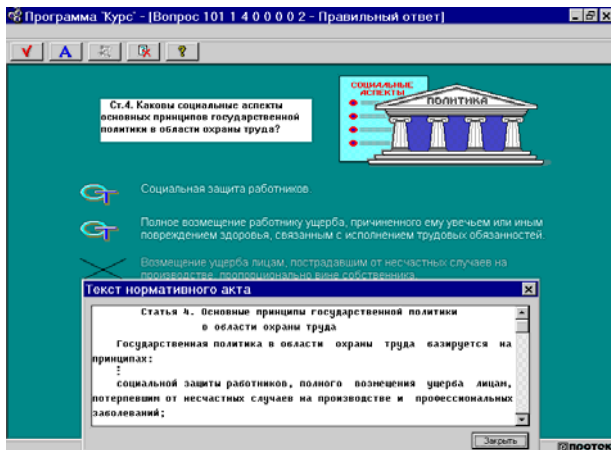 Программа "Курс" - [Вопрос 101 1 4 0 0 0 0 2 - Правильный ответ]
A
?
Ст.4. Каковы социальные аспекты
основных принципов государственной
политики в области охраны труда?
СОЦИАЛЬНЫЕ
АСПЕКТЫ
ПОЛИТИКА
Социальная защита работников.
Полное возмещение работнику ущерба, причиненного ему увечьем или иным
повреждением здоровья, связанным с исполнением трудовых обязанностей.
Возмещение ущерба лицам, пострадавшим от несчастных случаев на
производстве, пропорционально вине собственника.
Текст нормативного акта
Статья 4. Основные принципы государственной политики
в области охраны труда
Государственная политика в области охраны труда базируется на
принципах:
⋮
социальной защиты работников, полного возмещения ущерба лицам,
потерпевшим от несчастных случаев на производстве и профессиональных
заболеваний;
Закрыть
ПРОТОК